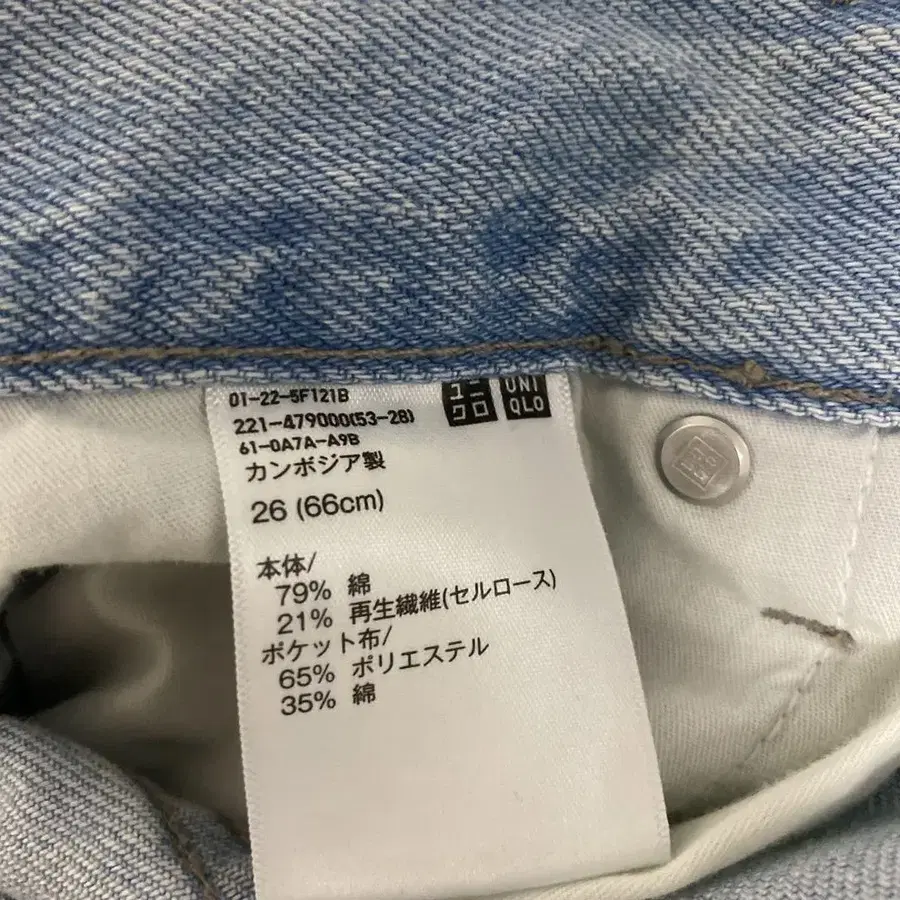 01-22-5F121B
221-479000(53-28)
61-0A7A-A9B
ユニ
クロ
UNI
QLO
カンボジア製
26 (66cm)
本体/
79% 綿
21% 再生繊維(セルロース)
ポケット布/
65% ポリエステル
35% 綿